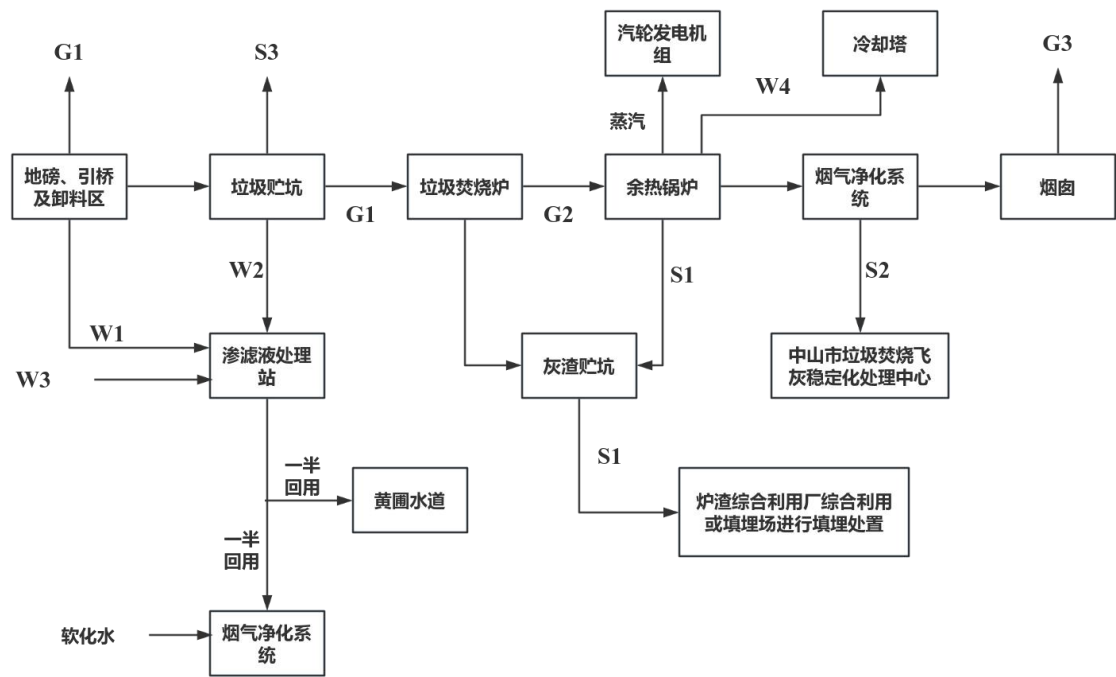 G1
S3
汽轮发电机
组
冷却塔
G3
W4
蒸汽
地磅、引桥
及卸料区
垃圾贮坑
垃圾焚烧炉
余热锅炉
烟气净化系
统
烟囱
G1
G2
W2
S1
S2
W1
W3
渗滤液处理
站
灰渣贮坑
中山市垃圾焚烧飞
灰稳定化处理中心
一半
回用
黄圃水道
S1
炉渣综合利用厂综合利用
或填埋场进行填埋处置
一半
回用
软化水
烟气净化系
统